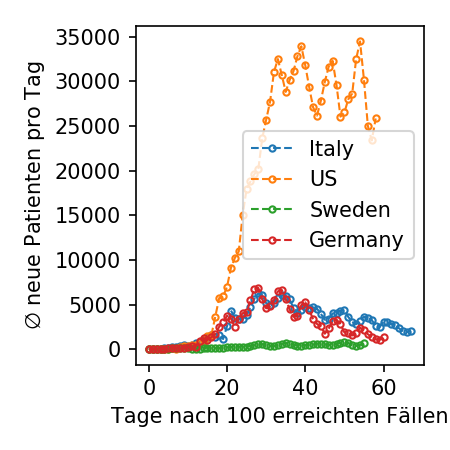 ∅ neue Patienten pro Tag
35000
30000
25000
20000
15000
10000
5000
0
Italy
US
Sweden
Germany
0 20 40 60
Tage nach 100 erreichten Fällen